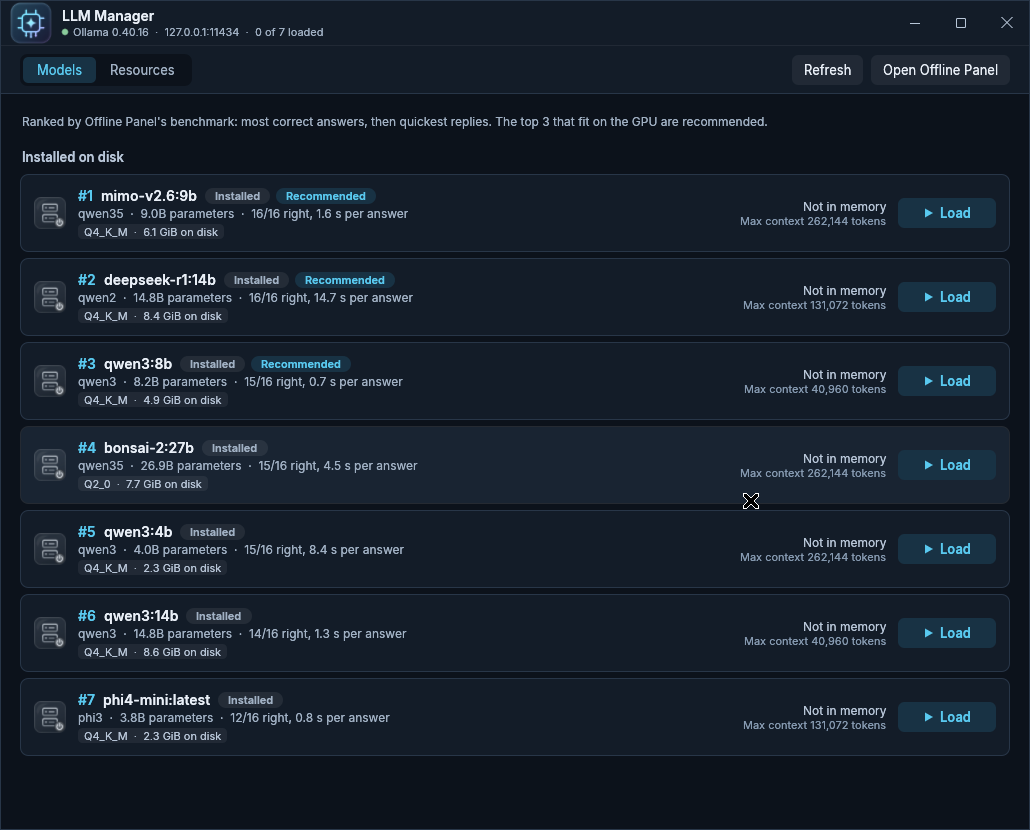 LLM Manager
Ollama 0.40.16 · 127.0.0.1:11434 · 0 of 7 loaded
Models Resources Refresh Open Offline Panel
Ranked by Offline Panel's benchmark: most correct answers, then quickest replies. The top 3 that fit on the GPU are recommended.
Installed on disk
#1 mimo-v2.6:9b Installed Recommended
qwen35 · 9.0B parameters · 16/16 right, 1.6 s per answer
Q4_K_M · 6.1 GiB on disk
Not in memory
Max context 262,144 tokens
Load
#2 deepseek-r1:14b Installed Recommended
qwen2 · 14.8B parameters · 16/16 right, 14.7 s per answer
Q4_K_M · 8.4 GiB on disk
Not in memory
Max context 131,072 tokens
Load
#3 qwen3:8b Installed Recommended
qwen3 · 8.2B parameters · 15/16 right, 0.7 s per answer
Q4_K_M · 4.9 GiB on disk
Not in memory
Max context 40,960 tokens
Load
#4 bonsai-2:27b Installed
qwen35 · 26.9B parameters · 15/16 right, 4.5 s per answer
Q2_0 · 7.7 GiB on disk
Not in memory
Max context 262,144 tokens
Load
#5 qwen3:4b Installed
qwen3 · 4.0B parameters · 15/16 right, 8.4 s per answer
Q4_K_M · 2.3 GiB on disk
Not in memory
Max context 262,144 tokens
Load
#6 qwen3:14b Installed
qwen3 · 14.8B parameters · 14/16 right, 1.3 s per answer
Q4_K_M · 8.6 GiB on disk
Not in memory
Max context 40,960 tokens
Load
#7 phi4-mini:latest Installed
phi3 · 3.8B parameters · 12/16 right, 0.8 s per answer
Q4_K_M · 2.3 GiB on disk
Not in memory
Max context 131,072 tokens
Load